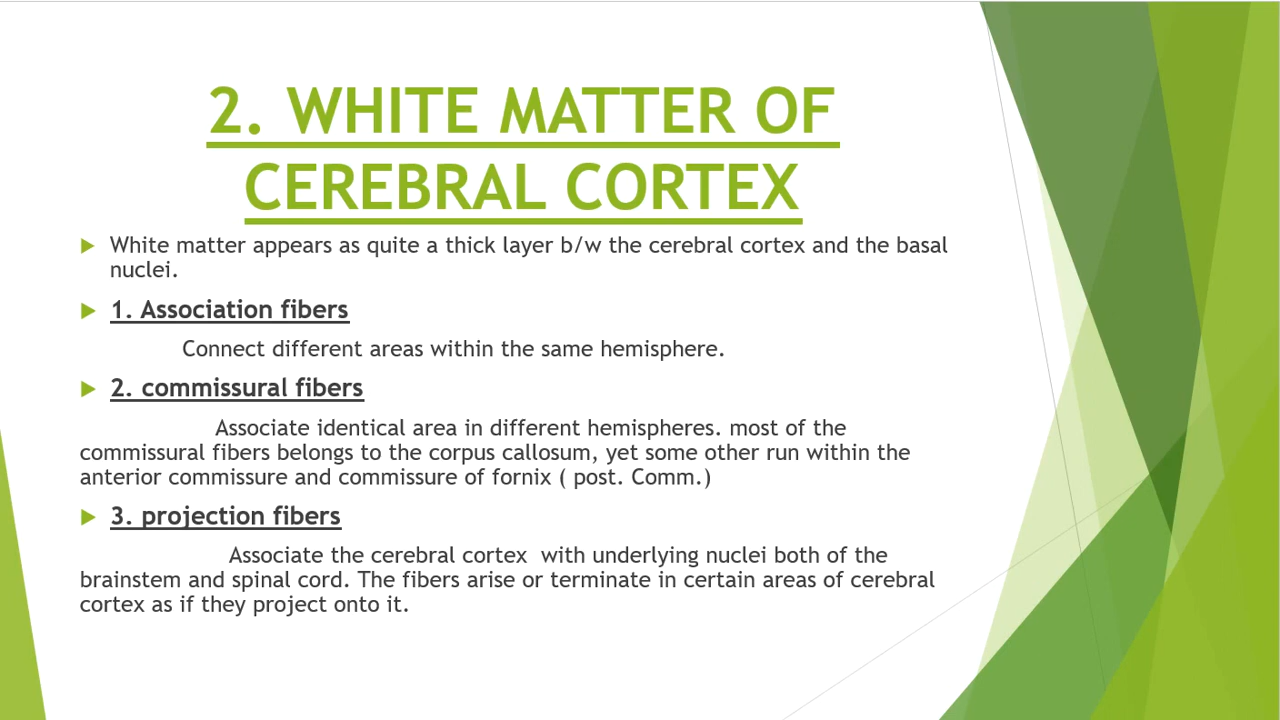 2. WHITE MATTER OF
CEREBRAL CORTEX
White matter appears as quite a thick layer b/w the cerebral cortex and the basal
nuclei.
1. Association fibers
Connect different areas within the same hemisphere.
2. commissural fibers
Associate identical area in different hemispheres. most of the
commissural fibers belongs to the corpus callosum, yet some other run within the
anterior commissure and commissure of fornix ( post. Comm.)
3. projection fibers
Associate the cerebral cortex  with underlying nuclei both of the
brainstem and spinal cord. The fibers arise or terminate in certain areas of cerebral
cortex as if they project onto it.